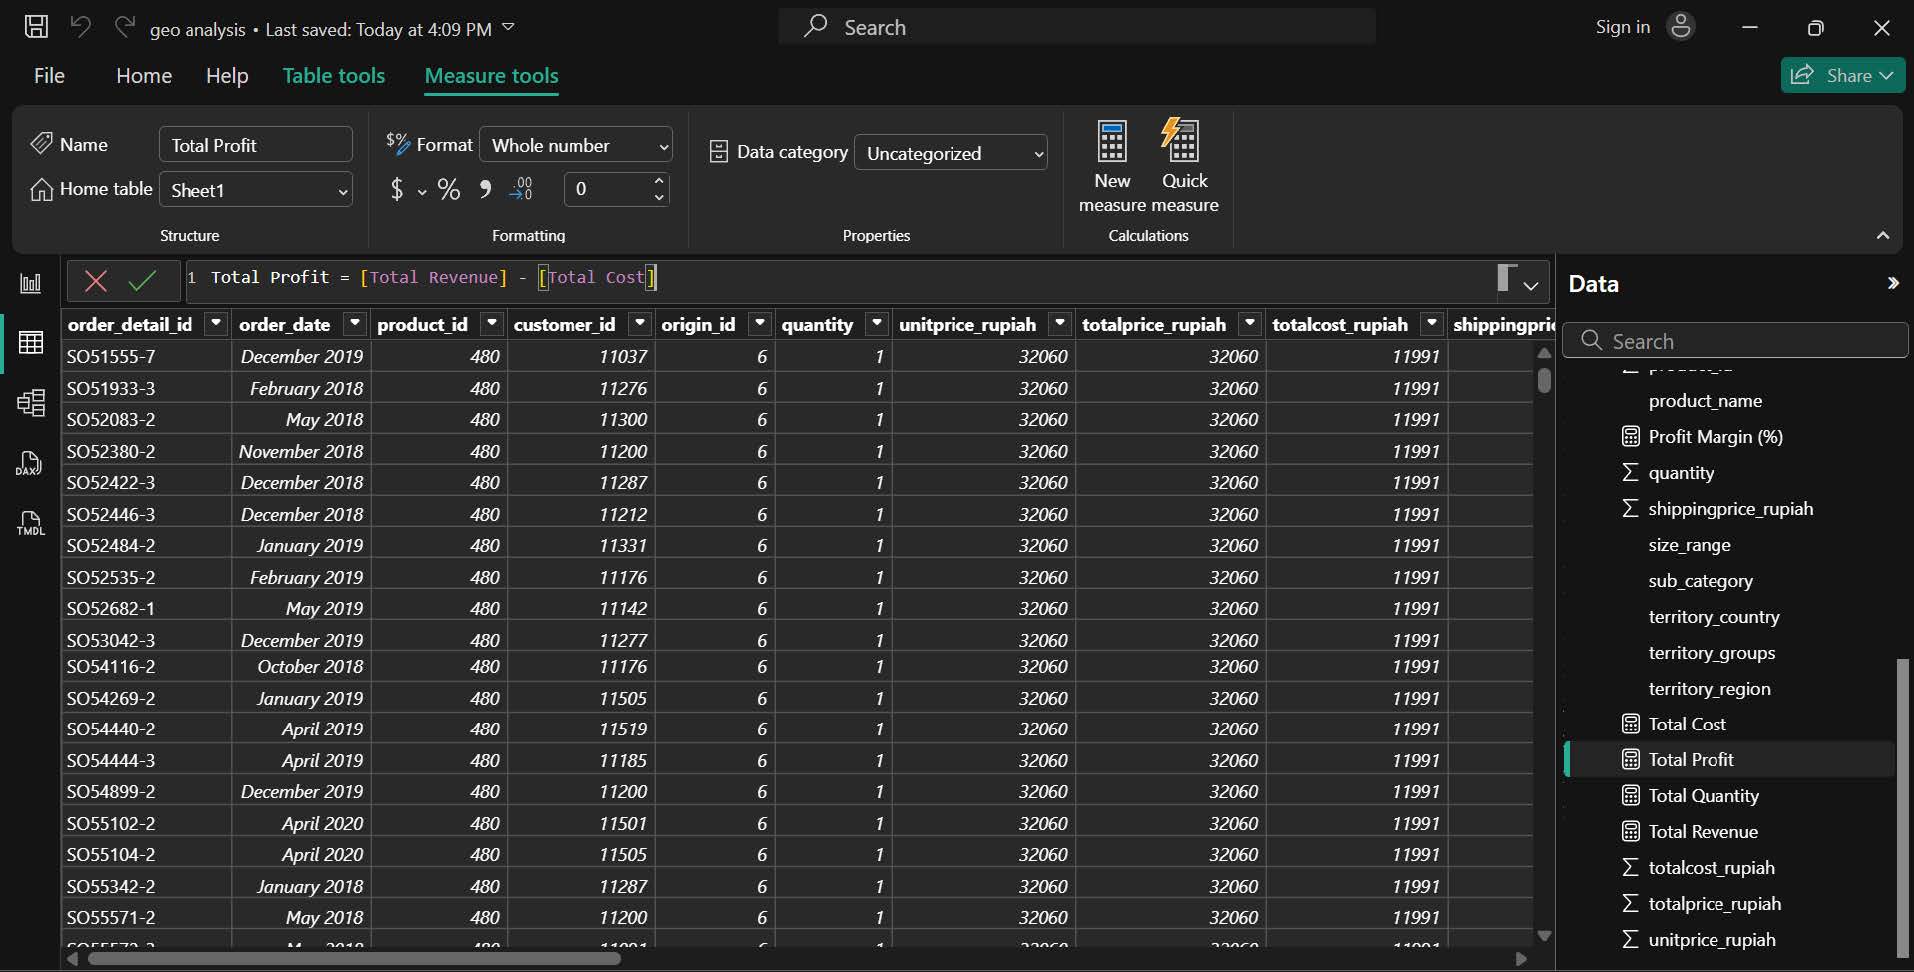 geo analysis • Last saved: Today at 4:09 PM
Search
Sign in
File Home Help Table tools Measure tools
Share
Name Total Profit
Home table Sheet1
Structure
$% Format Whole number
$ % , .00 →.0 0
Formatting
Data category Uncategorized
Properties
New measure
Quick measure
Calculations
1 Total Profit = [Total Revenue] - [Total Cost]
DAX
TMDL
order_detail_id order_date product_id customer_id origin_id quantity unitprice_rupiah totalprice_rupiah totalcost_rupiah
SO51555-7 December 2019 480 11037 6 1 32060 32060 11991
SO51933-3 February 2018 480 11276 6 1 32060 32060 11991
SO52083-2 May 2018 480 11300 6 1 32060 32060 11991
SO52380-2 November 2018 480 11200 6 1 32060 32060 11991
SO52422-3 December 2018 480 11287 6 1 32060 32060 11991
SO52446-3 December 2018 480 11212 6 1 32060 32060 11991
SO52484-2 January 2019 480 11331 6 1 32060 32060 11991
SO52535-2 February 2019 480 11176 6 1 32060 32060 11991
SO52682-1 May 2019 480 11142 6 1 32060 32060 11991
SO53042-3 December 2019 480 11277 6 1 32060 32060 11991
SO54116-2 October 2018 480 11176 6 1 32060 32060 11991
SO54269-2 January 2019 480 11505 6 1 32060 32060 11991
SO54440-2 April 2019 480 11519 6 1 32060 32060 11991
SO54444-3 April 2019 480 11185 6 1 32060 32060 11991
SO54899-2 December 2019 480 11200 6 1 32060 32060 11991
SO55102-2 April 2020 480 11501 6 1 32060 32060 11991
SO55104-2 April 2020 480 11505 6 1 32060 32060 11991
SO55342-2 January 2018 480 11287 6 1 32060 32060 11991
SO55571-2 May 2018 480 11200 6 1 32060 32060 11991
Data
Search
product_name
Profit Margin (%)
∑ quantity
∑ shippingprice_rupiah
size_range
sub_category
territory_country
territory_groups
territory_region
Total Cost
Total Profit
Total Quantity
Total Revenue
∑ totalcost_rupiah
∑ totalprice_rupiah
∑ unitprice_rupiah